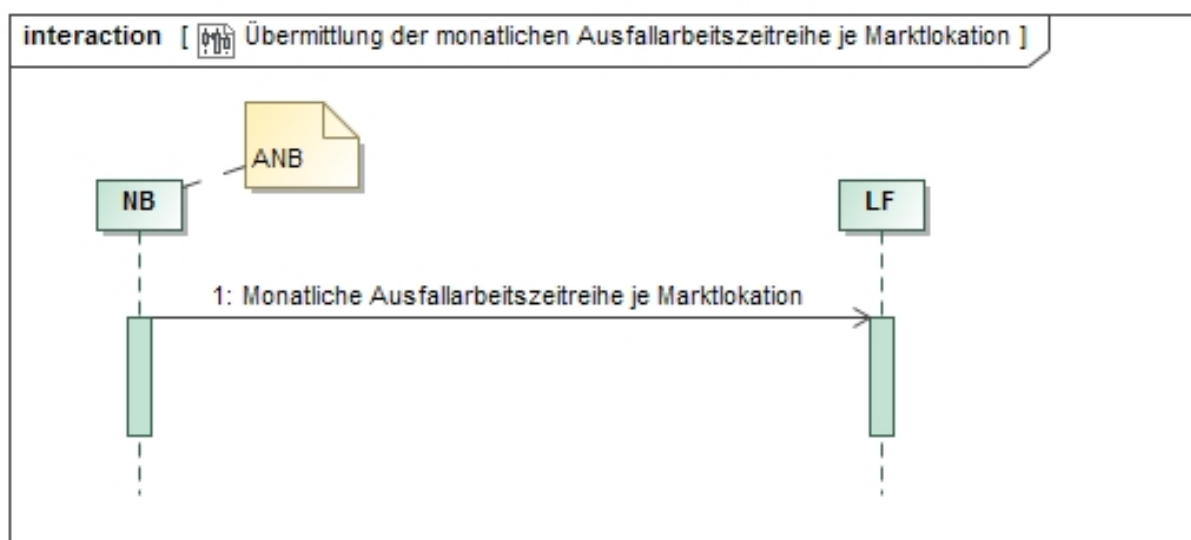 interaction [ Übermittlung der monatlichen Ausfallarbeitszeitreihe je Marktlokation ]
ANB
NB
LF
1: Monatliche Ausfallarbeitszeitreihe je Marktlokation